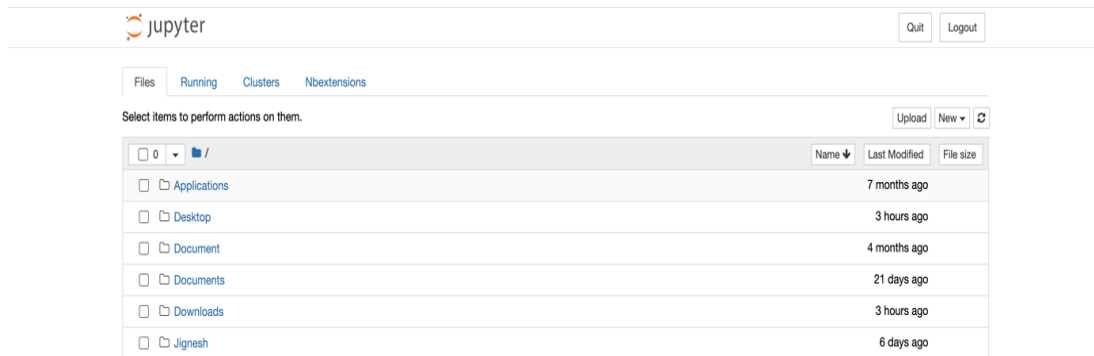 jupyter
Quit Logout
Files Running Clusters Nbextensions
Select items to perform actions on them.
Upload New
0 / Name Last Modified File size
Applications 7 months ago
Desktop 3 hours ago
Document 4 months ago
Documents 21 days ago
Downloads 3 hours ago
Jignesh 6 days ago